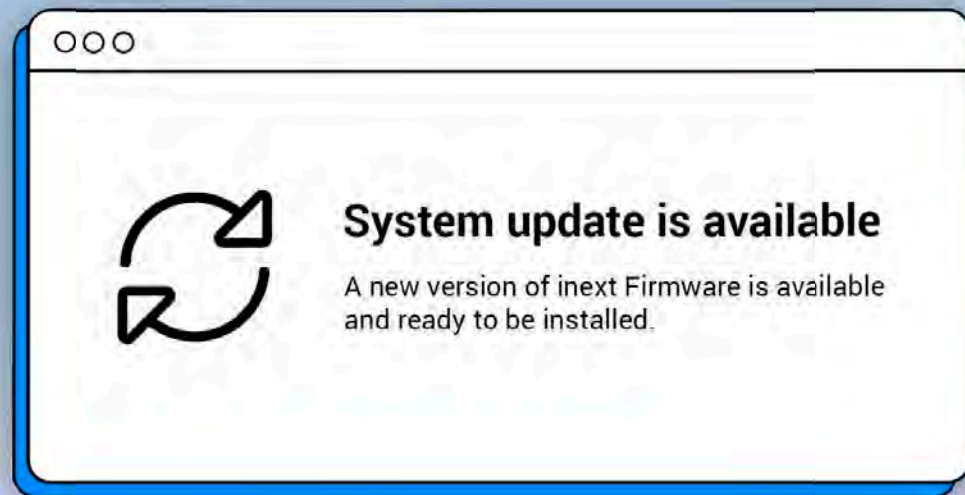 System update is available
A new version of inext Firmware is available
and ready to be installed.